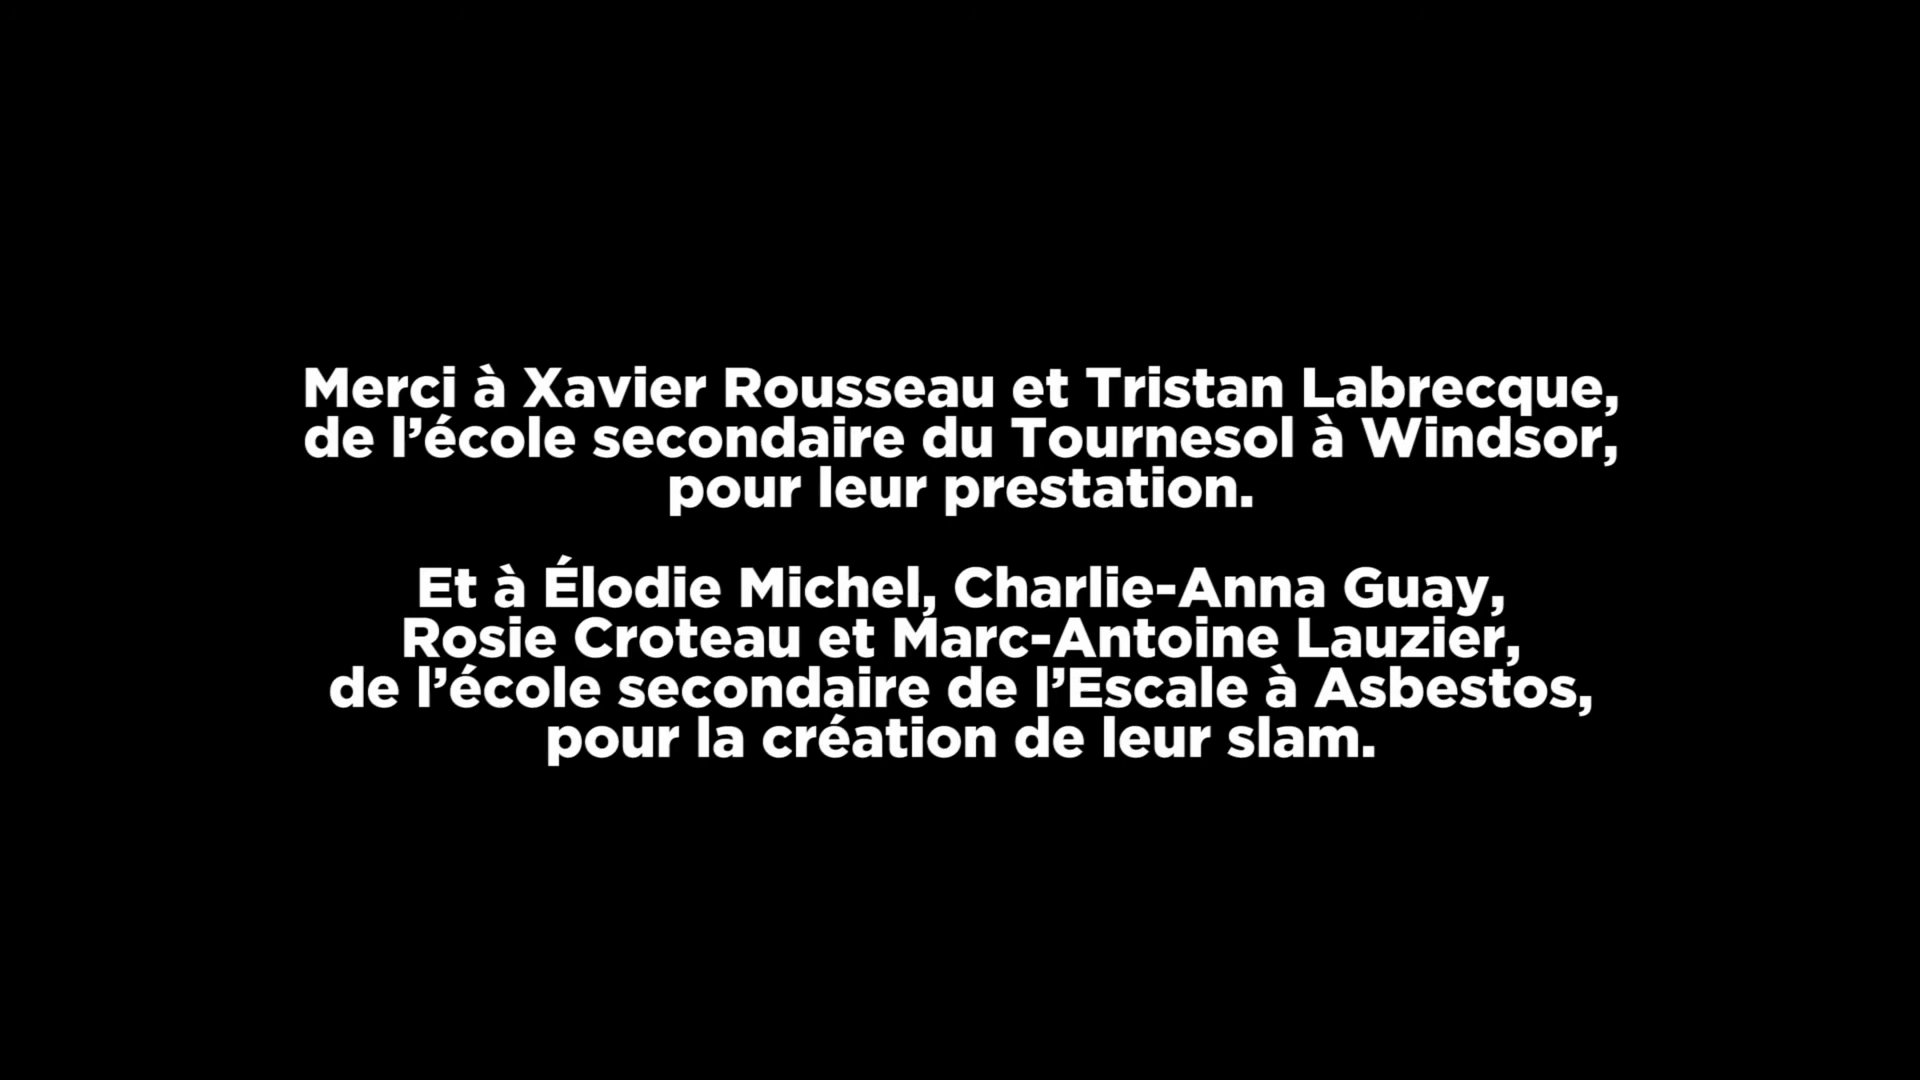 Merci à Xavier Rousseau et Tristan Labrecque,
de l’école secondaire du Tournesol à Windsor,
pour leur prestation.
Et à Élodie Michel, Charlie-Anna Guay,
Rosie Croteau et Marc-Antoine Lauzier,
de l’école secondaire de l’Escale à Asbestos,
pour la création de leur slam.